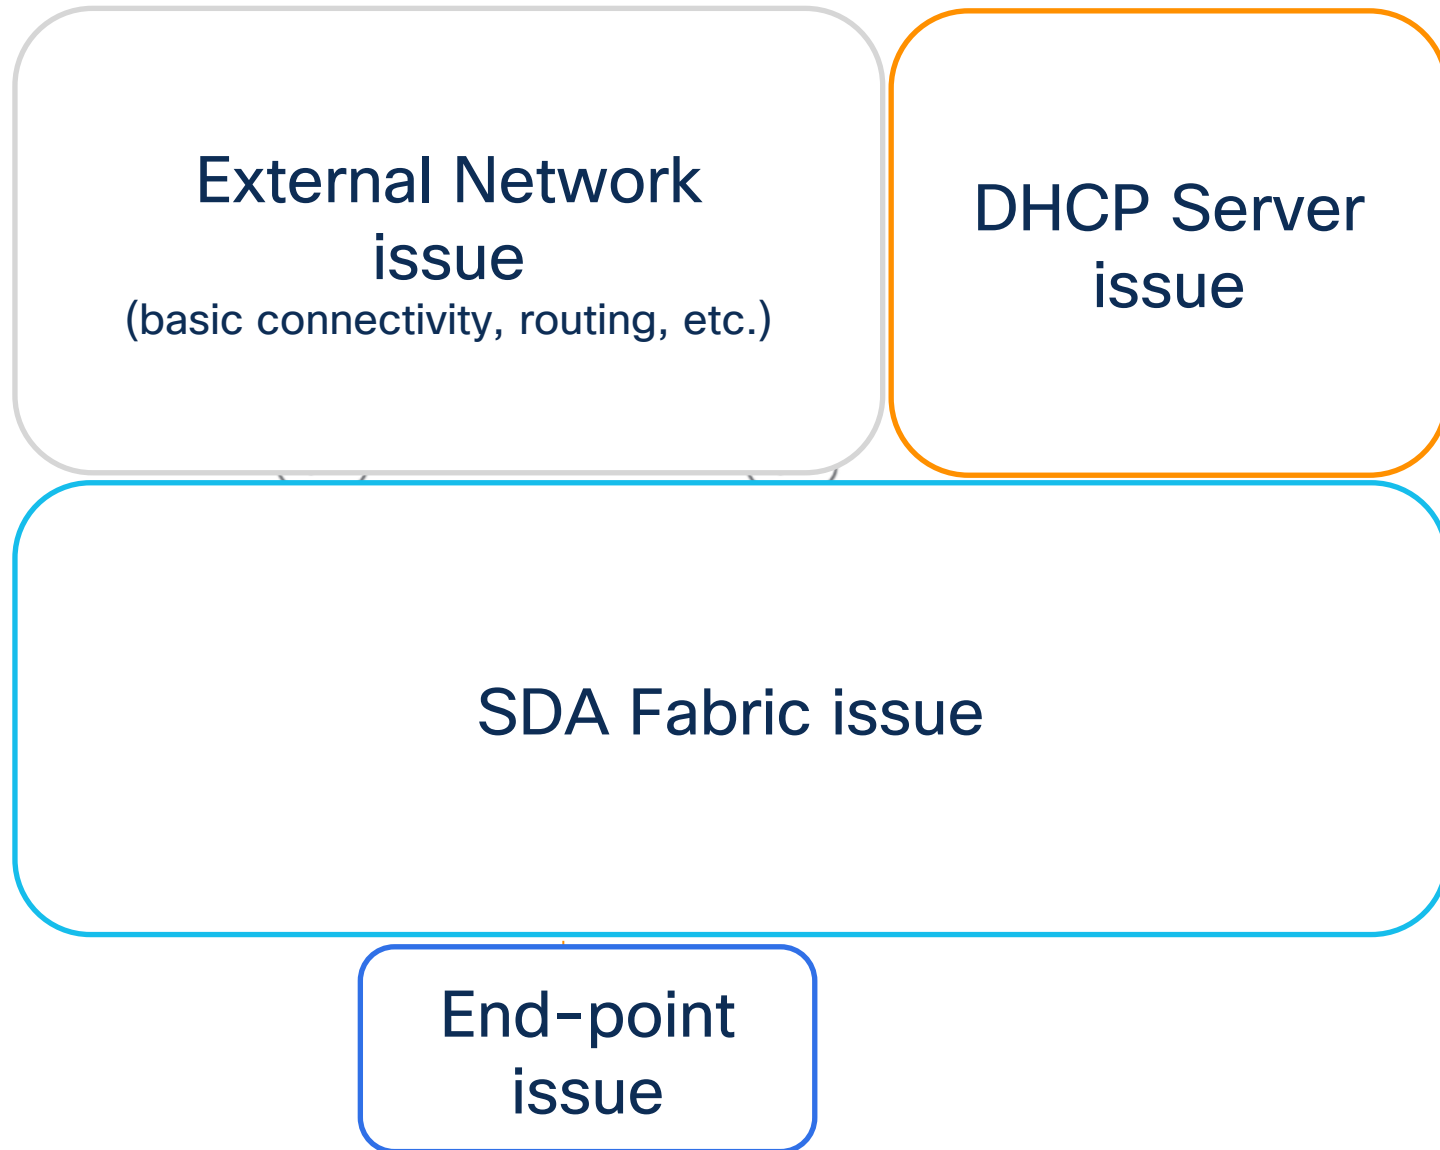 External Network
issue
(basic connectivity, routing, etc.)
DHCP Server
issue
SDA Fabric issue
End-point
issue